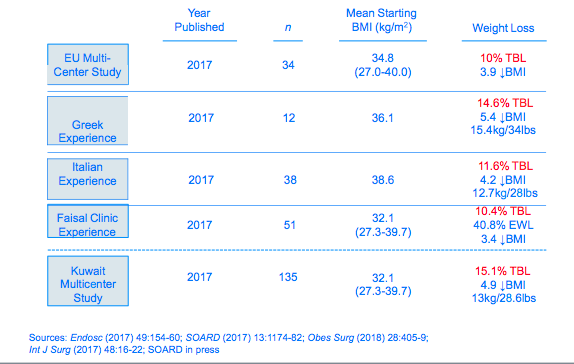 Year
Published
n
Mean Starting
BMI (kg/m²)
Weight Loss
EU Multi-
Center Study
2017
34
34.8
(27.0-40.0)
10% TBL
3.9 ↓BMI
Greek
Experience
2017
12
36.1
14.6% TBL
5.4 ↓BMI
15.4kg/34lbs
Italian
Experience
2017
38
38.6
11.6% TBL
4.2 ↓BMI
12.7kg/28lbs
Faisal Clinic
Experience
2017
51
32.1
(27.3-39.7)
10.4% TBL
40.8% EWL
3.4 ↓BMI
Kuwait
Multicenter
Study
2017
135
32.1
(27.3-39.7)
15.1% TBL
4.9 ↓BMI
13kg/28.6lbs
Sources: Endosc (2017) 49:154-60; SOARD (2017) 13:1174-82; Obes Surg (2018) 28:405-9;
Int J Surg (2017) 48:16-22; SOARD in press